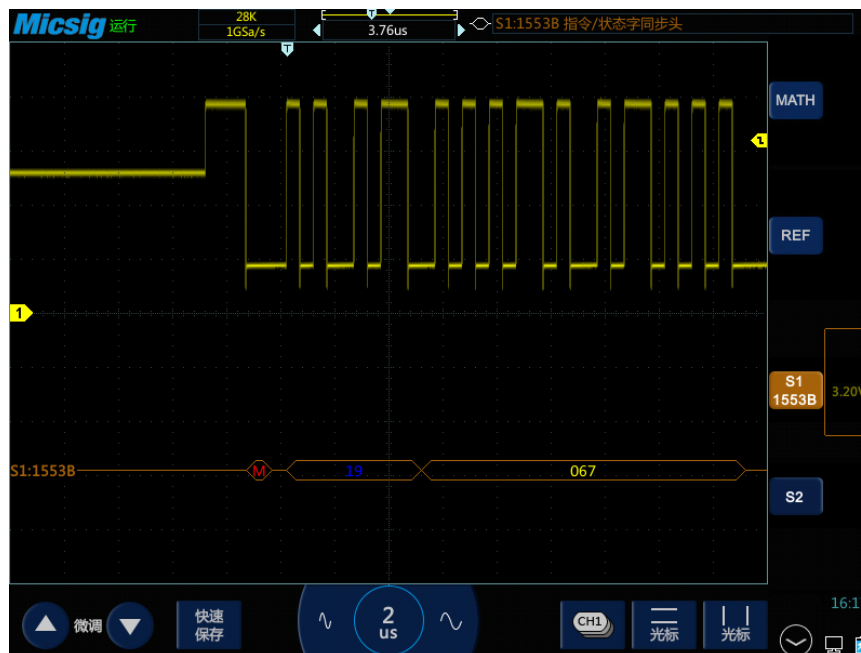 Micsig 运行
28K
1GSa/s
T
3.76us
S1:1553B 指令/状态字同步头
T
MATH
REF
1
S1
1553B
3.20V
S1:1553B
M
19
067
S2
微调
快速
保存
2
us
CH1
光标
光标
16:1